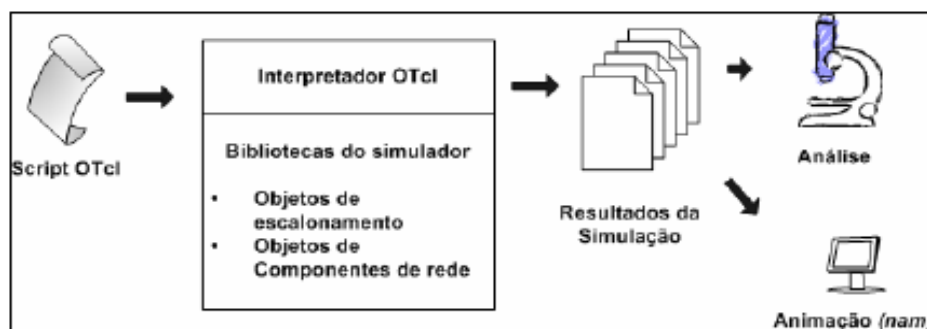 Script OTcl
Interpretador OTcl
Bibliotecas do simulador
• Objetos de
escalonamento
• Objetos de
Componentes de rede
Resultados da
Simulação
Análise
Animação (nam